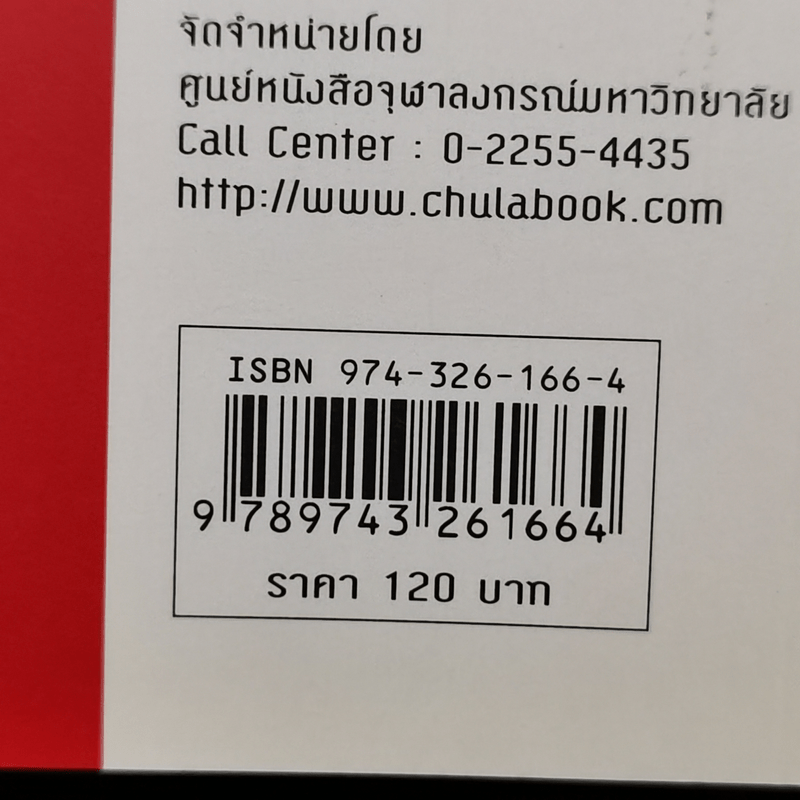 จัดจำหน่ายโดย
ศูนย์หนังสือจุฬาลงกรณ์มหาวิทยาลัย
Call Center : 0-2255-4435
http://www.chulabook.com
ISBN 974-326-166-4
9 789743 261664
ราคา 120 บาท